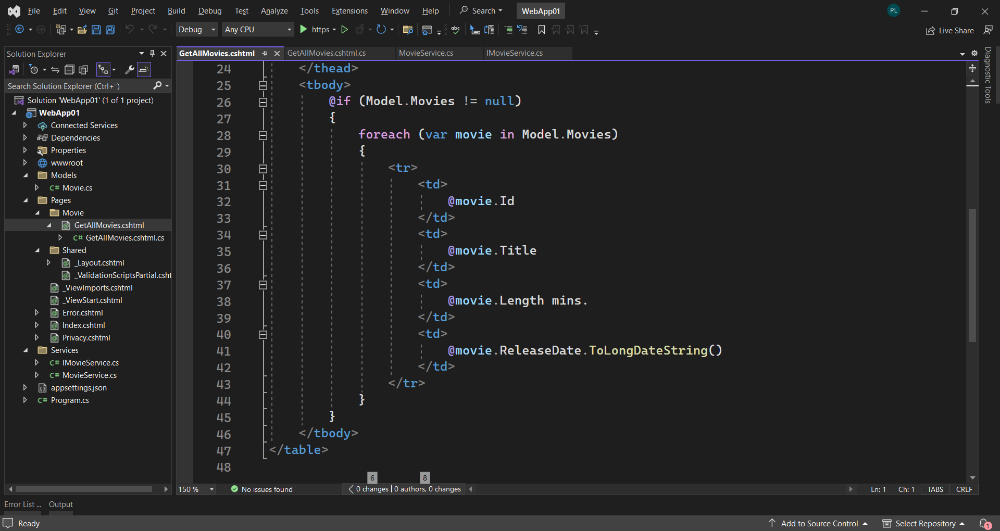 File Edit View Git Project Build Debug Test Analyze Tools Extensions Window Help Search WebApp01 PL
Debug Any CPU https abc Live Share
Solution Explorer
GetAllMovies.cshtml GetAllMovies.cshtml.cs MovieService.cs IMovieService.cs
Diagnostic Tools
Search Solution Explorer (Ctrl+¨)
Solution 'WebApp01' (1 of 1 project)
WebApp01
Connected Services
Dependencies
Properties
wwwroot
Models
C# Movie.cs
Pages
Movie
GetAllMovies.cshtml
C# GetAllMovies.cshtml.cs
Shared
_Layout.cshtml
_ValidationScriptsPartial.csht
_ViewImports.cshtml
_ViewStart.cshtml
Error.cshtml
Index.cshtml
Privacy.cshtml
Services
C# IMovieService.cs
C# MovieService.cs
appsettings.json
C# Program.cs
24 </thead>
25 <tbody>
26 @if (Model.Movies != null)
27 {
28 foreach (var movie in Model.Movies)
29 {
30 <tr>
31 <td>
32 @movie.Id
33 </td>
34 <td>
35 @movie.Title
36 </td>
37 <td>
38 @movie.Length mins.
39 </td>
40 <td>
41 @movie.ReleaseDate.ToLongDateString()
42 </td>
43 </tr>
44 }
45 }
46 </tbody>
47 </table>
48
6 8
150 % No issues found 0 changes | 0 authors, 0 changes Ln: 1 Ch: 1 TABS CRLF
Error List ... Output
Ready Add to Source Control Select Repository 1